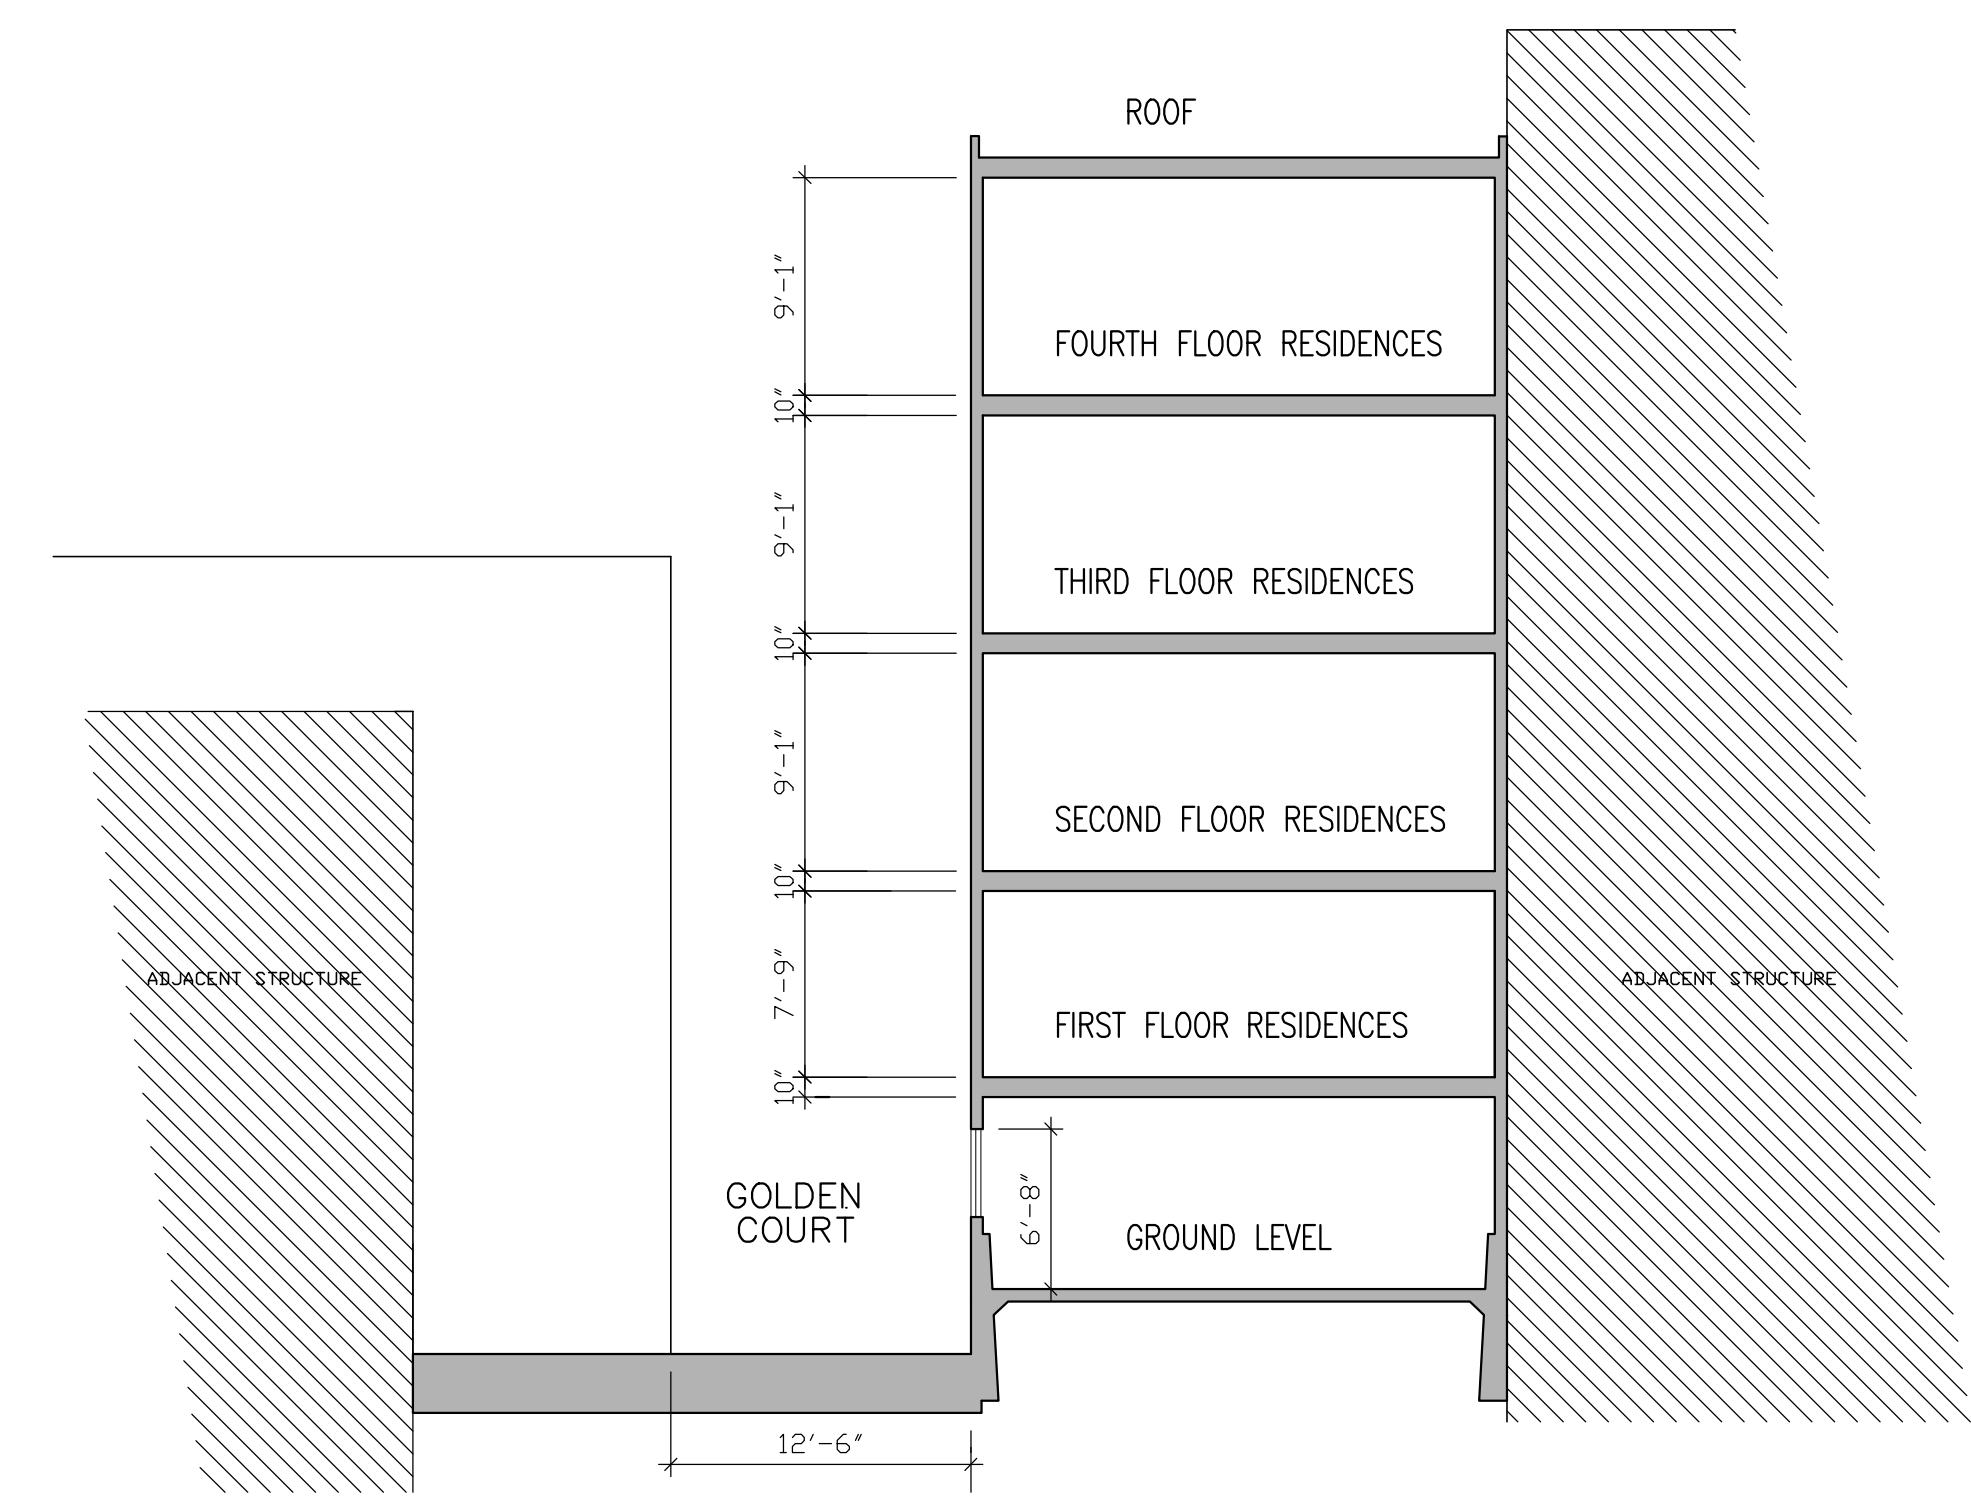 ROOF
9'-1"
FOURTH FLOOR RESIDENCES
10"
9'-1"
THIRD FLOOR RESIDENCES
10"
9'-1"
SECOND FLOOR RESIDENCES
10"
7'-9"
ADJACENT STRUCTURE
ADJACENT STRUCTURE
FIRST FLOOR RESIDENCES
10"
GOLDEN
COURT
6'-8"
GROUND LEVEL
12'-6"